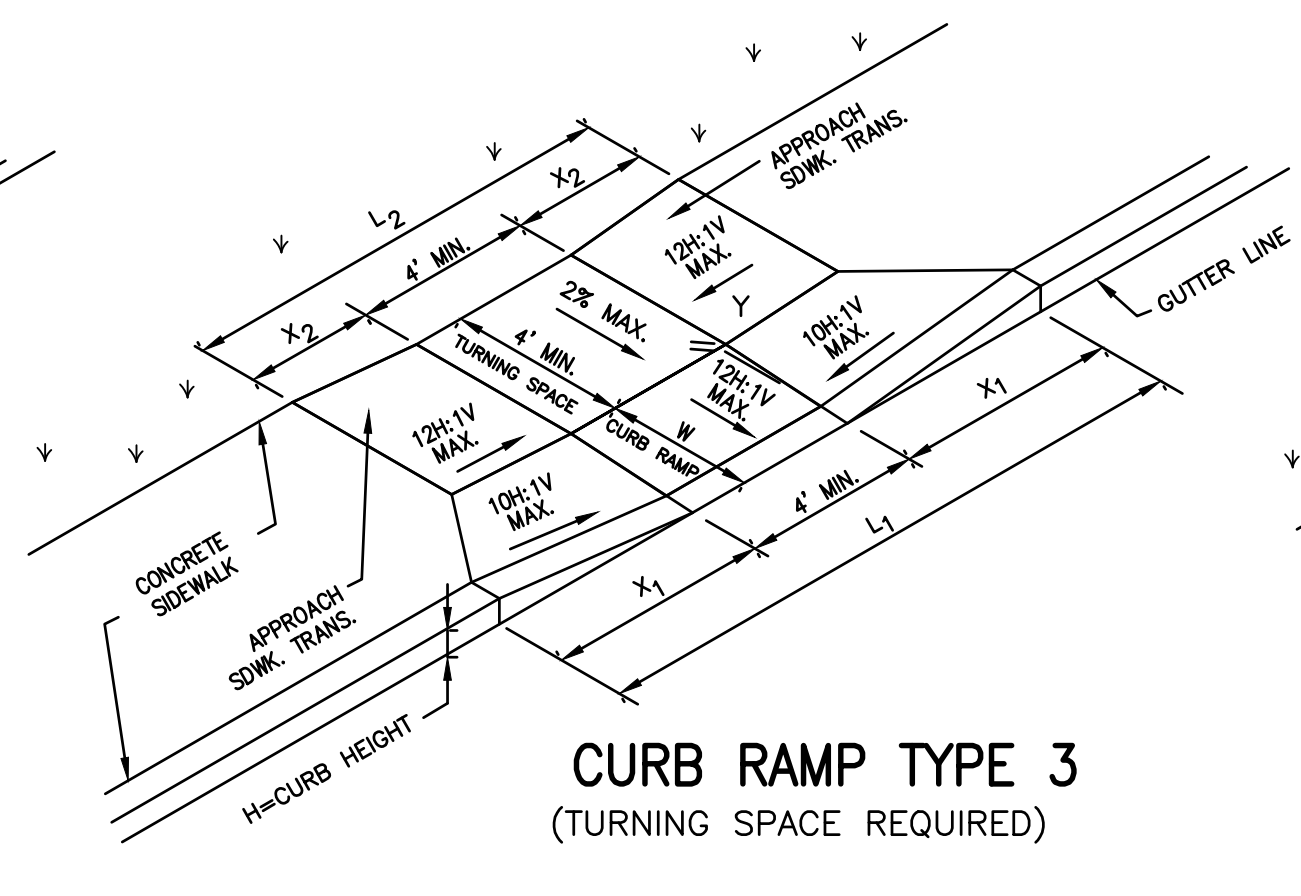 APPROACH
SDWK. TRANS.
X2
L2
4' MIN.
X2
12H:1V
MAX.
Y
GUTTER LINE
2% MAX.
10H:1V
MAX.
4' MIN.
TURNING SPACE
12H:1V
MAX.
W
CURB RAMP
X1
12H:1V
MAX.
10H:1V
MAX.
4' MIN.
L1
CONCRETE
SIDEWALK
X1
APPROACH
SDWK. TRANS.
H=CURB HEIGHT
CURB RAMP TYPE 3
(TURNING SPACE REQUIRED)